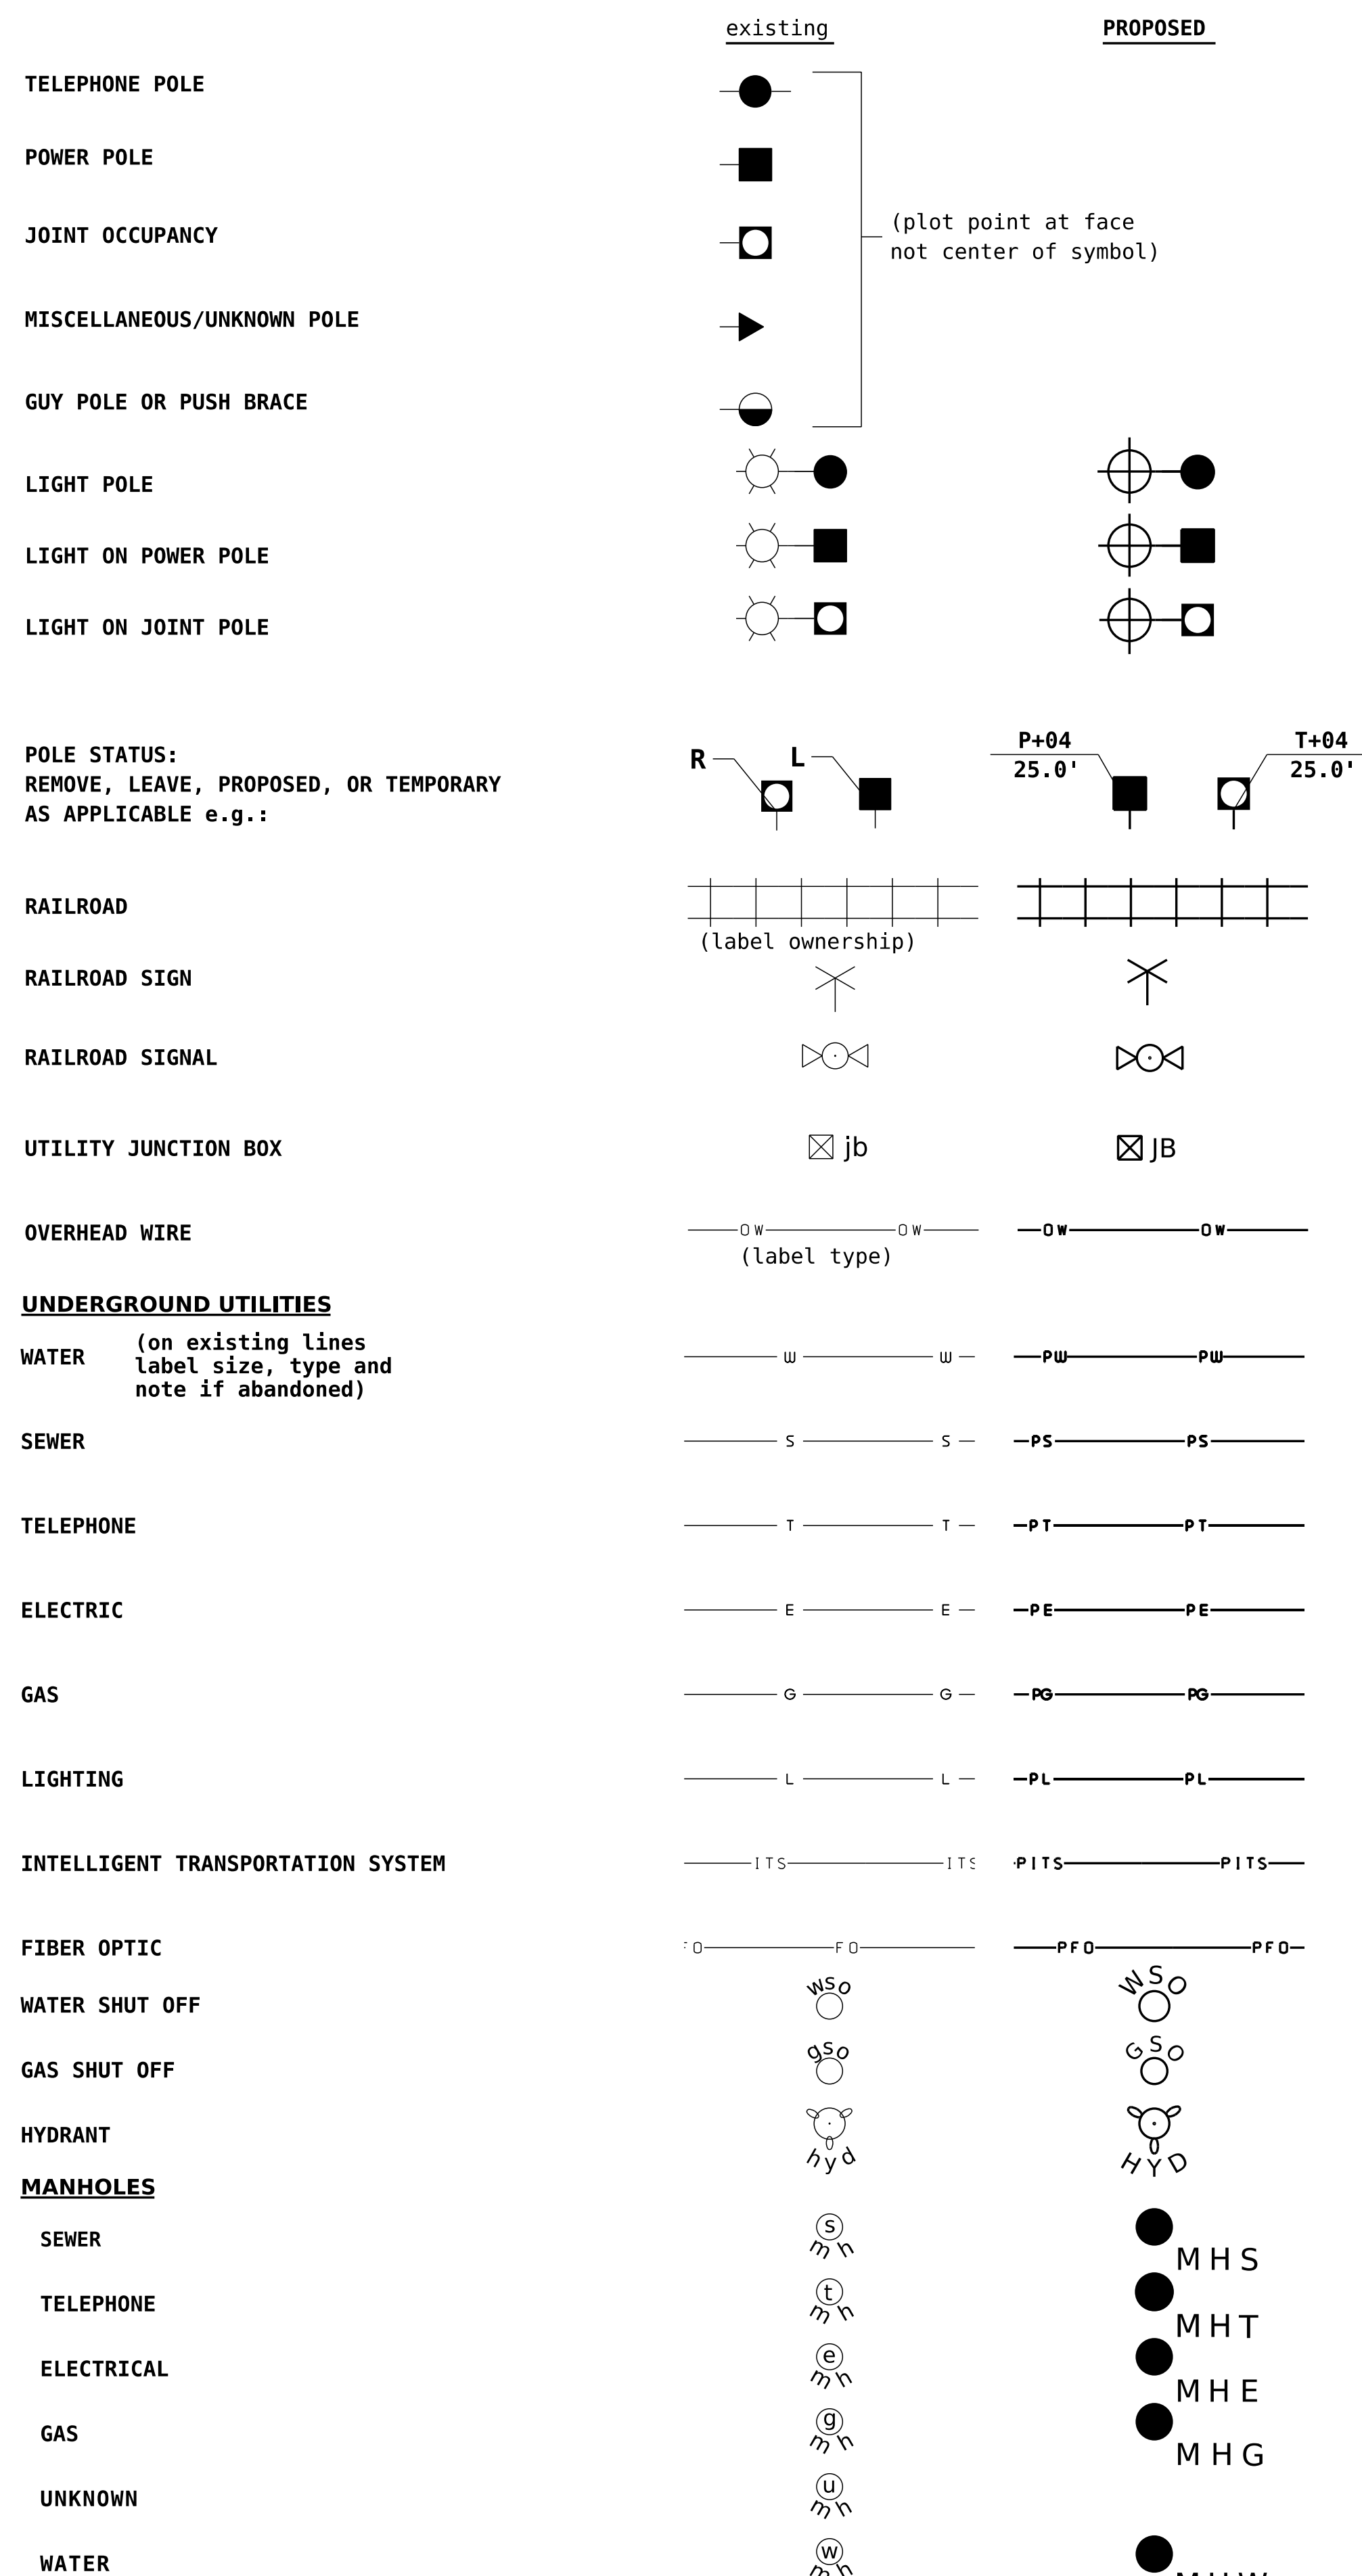 existing PROPOSED
TELEPHONE POLE
POWER POLE
JOINT OCCUPANCY
(plot point at face
not center of symbol)
MISCELLANEOUS/UNKNOWN POLE
GUY POLE OR PUSH BRACE
LIGHT POLE
LIGHT ON POWER POLE
LIGHT ON JOINT POLE
POLE STATUS:
REMOVE, LEAVE, PROPOSED, OR TEMPORARY
AS APPLICABLE e.g.:
R L P+04 T+04
25.0' 25.0'
RAILROAD
(label ownership)
RAILROAD SIGN
RAILROAD SIGNAL
UTILITY JUNCTION BOX jb JB
OVERHEAD WIRE OW OW OW OW
(label type)
UNDERGROUND UTILITIES
WATER (on existing lines
label size, type and
note if abandoned)
W W PW PW
SEWER S S PS PS
TELEPHONE T T PT PT
ELECTRIC E E PE PE
GAS G G PG PG
LIGHTING L L PL PL
INTELLIGENT TRANSPORTATION SYSTEM ITS ITS PITS PITS
FIBER OPTIC FO FO PFO PFO
WATER SHUT OFF wso WSO
GAS SHUT OFF gso GSO
HYDRANT hyd HYD
MANHOLES
SEWER s mh MHS
TELEPHONE t mh MHT
ELECTRICAL e mh MHE
GAS g mh MHG
UNKNOWN u mh
WATER w mh MHW